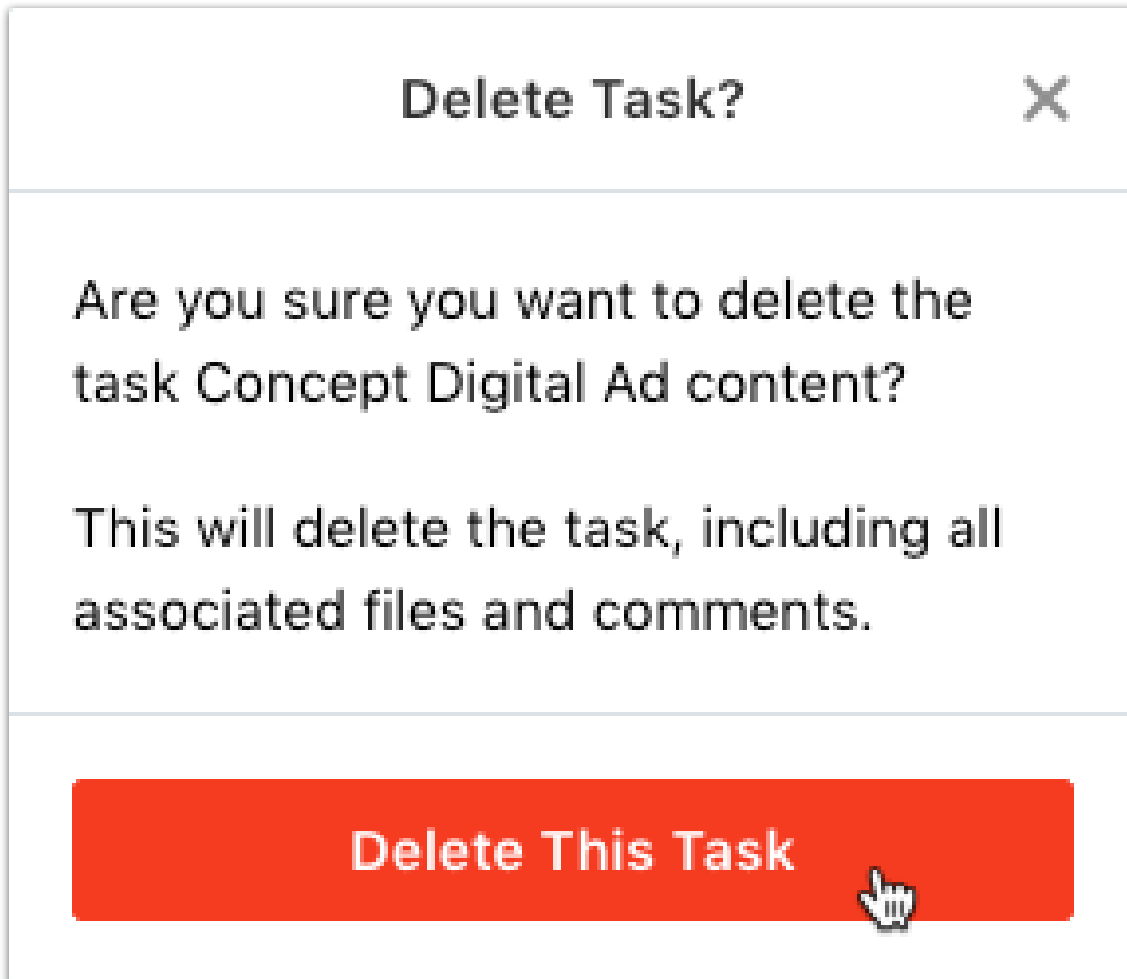 Delete Task?
Are you sure you want to delete the
task Concept Digital Ad content?
This will delete the task, including all
associated files and comments.
Delete This Task